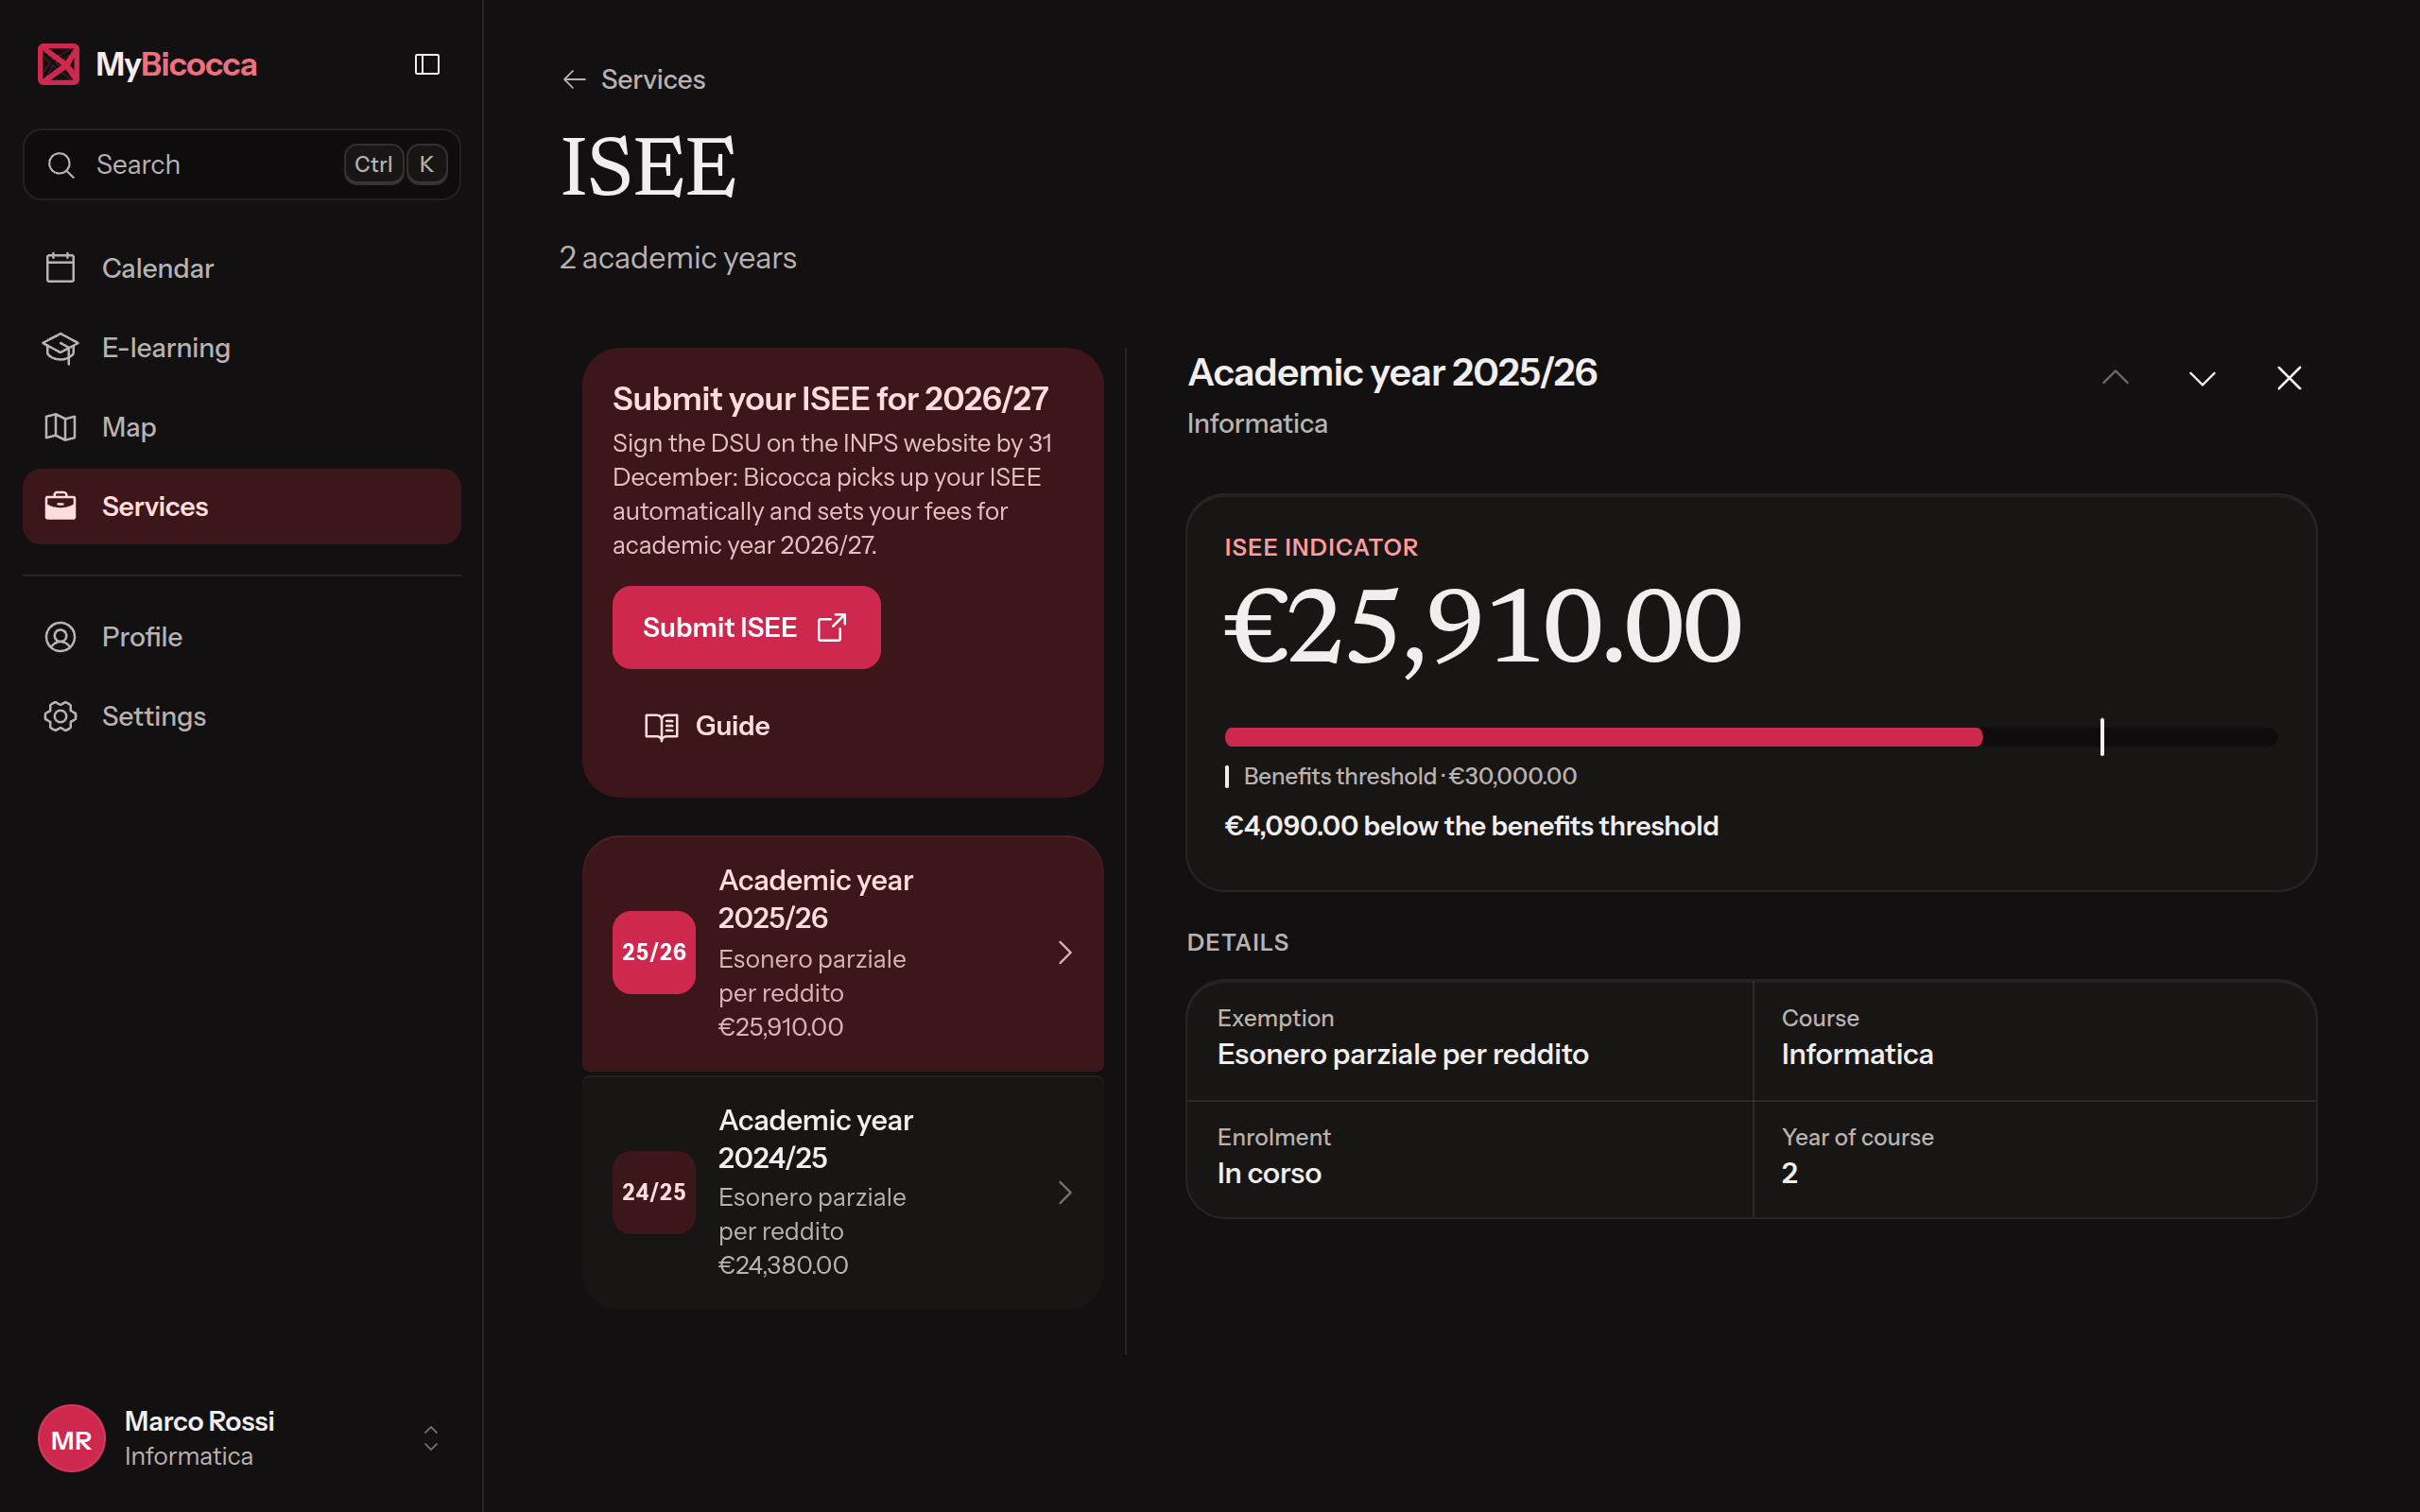 MyBicocca
Search
Ctrl K
Calendar
E-learning
Map
Services
Profile
Settings
MR
Marco Rossi
Informatica
Services
ISEE
2 academic years
Submit your ISEE for 2026/27
Sign the DSU on the INPS website by 31
December: Bicocca picks up your ISEE
automatically and sets your fees for
academic year 2026/27.
Submit ISEE
Guide
25/26
Academic year
2025/26
Esonero parziale
per reddito
€25,910.00
24/25
Academic year
2024/25
Esonero parziale
per reddito
€24,380.00
Academic year 2025/26
Informatica
ISEE INDICATOR
€25,910.00
Benefits threshold · €30,000.00
€4,090.00 below the benefits threshold
DETAILS
Exemption
Esonero parziale per reddito
Course
Informatica
Enrolment
In corso
Year of course
2